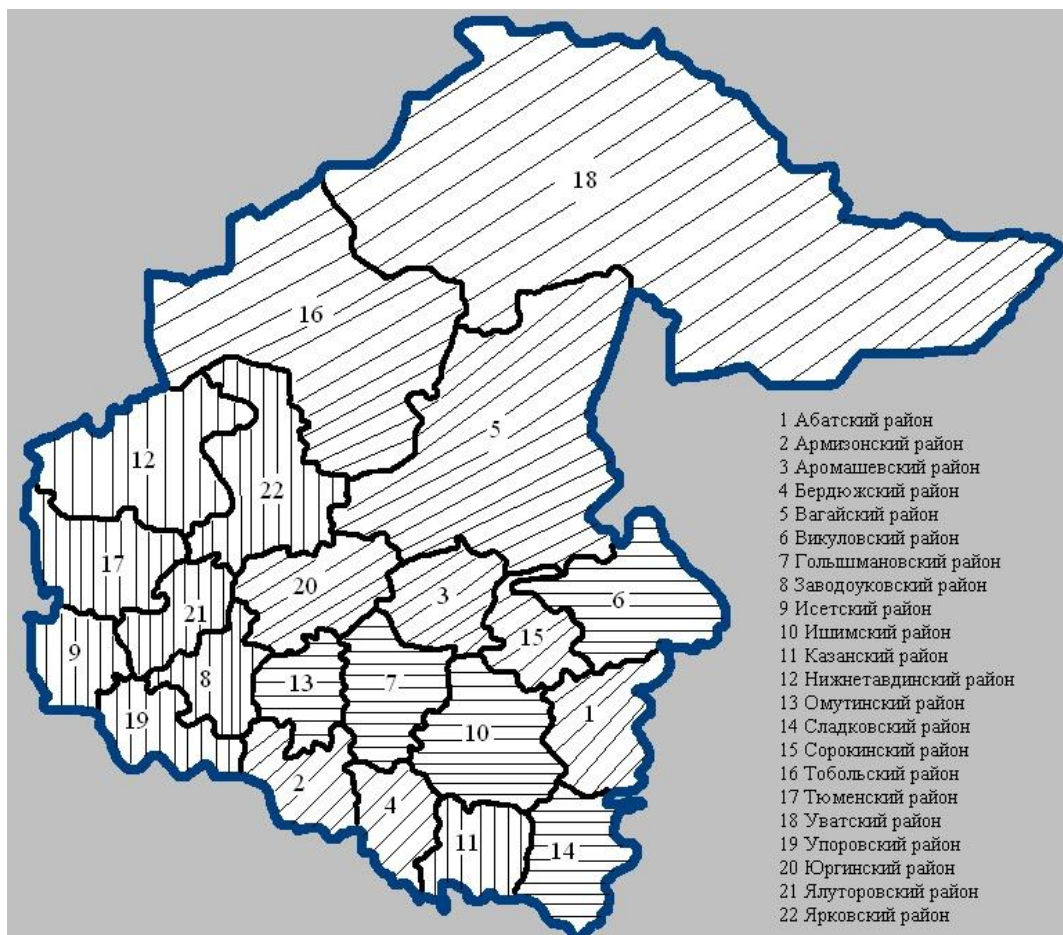 18
16
5
12
22
17
20
3
6
21
15
9
8
13
7
19
10
1
2
4
11
14
1 Абатский район
2 Армизонский район
3 Аромашевский район
4 Бердюжский район
5 Вагайский район
6 Викуловский район
7 Голышмановский район
8 Заводоуковский район
9 Исетский район
10 Ишимский район
11 Казанский район
12 Нижнетавдинский район
13 Омутинский район
14 Сладковский район
15 Сорокинский район
16 Тобольский район
17 Тюменский район
18 Уватский район
19 Упоровский район
20 Юргинский район
21 Ялуторовский район
22 Ярковский район